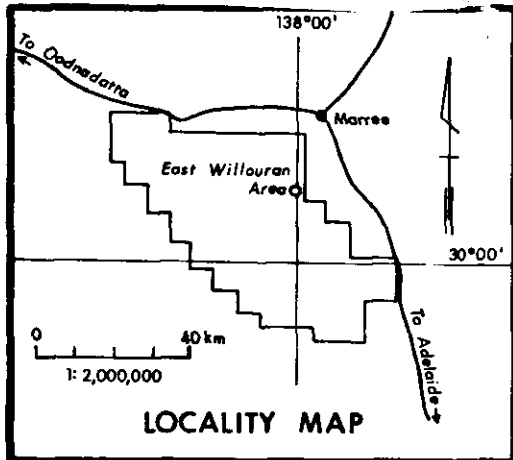 138°00'
To Oodnadatta
Marree
East Willouran
Area
30°00'
0 40 km
1: 2,000,000
To Adelaide
LOCALITY MAP